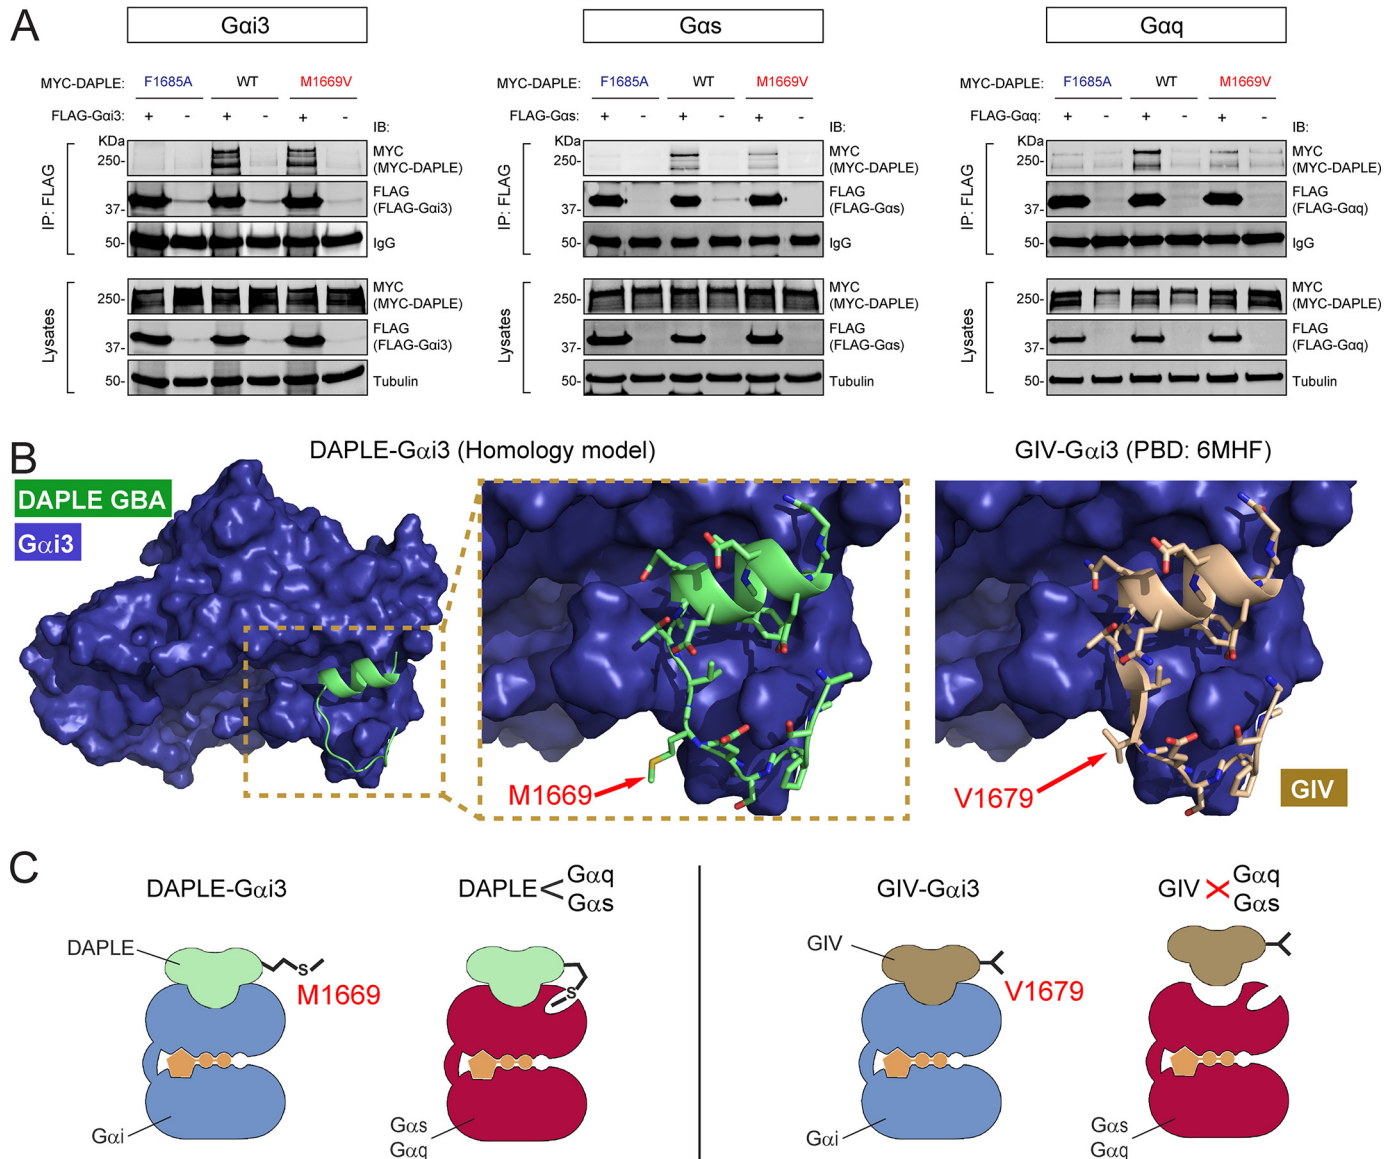 A
Gαi3
Gαs
Gαq
MYC-DAPLE: F1685A WT M1669V
MYC-DAPLE: F1685A WT M1669V
MYC-DAPLE: F1685A WT M1669V
FLAG-Gαi3: + - + - + -
FLAG-Gαs: + - + - + -
FLAG-Gαq: + - + - + -
IP: FLAG
KDa
IB:
250-
MYC
(MYC-DAPLE)
37-
FLAG
(FLAG-Gαi3)
50-
IgG
Lysates
250-
MYC
(MYC-DAPLE)
37-
FLAG
(FLAG-Gαi3)
50-
Tubulin
IP: FLAG
KDa
IB:
250-
MYC
(MYC-DAPLE)
37-
FLAG
(FLAG-Gαs)
50-
IgG
Lysates
250-
MYC
(MYC-DAPLE)
37-
FLAG
(FLAG-Gαs)
50-
Tubulin
IP: FLAG
KDa
IB:
250-
MYC
(MYC-DAPLE)
37-
FLAG
(FLAG-Gαq)
50-
IgG
Lysates
250-
MYC
(MYC-DAPLE)
37-
FLAG
(FLAG-Gαq)
50-
Tubulin
B
DAPLE-Gαi3 (Homology model)
GIV-Gαi3 (PBD: 6MHF)
DAPLE GBA
Gαi3
M1669
V1679
GIV
C
DAPLE-Gαi3
DAPLE < Gαq
Gαs
GIV-Gαi3
GIV Gαq
Gαs
DAPLE
S
M1669
Gαi
S
Gαs
Gαq
GIV
V1679
Gαi
Gαs
Gαq